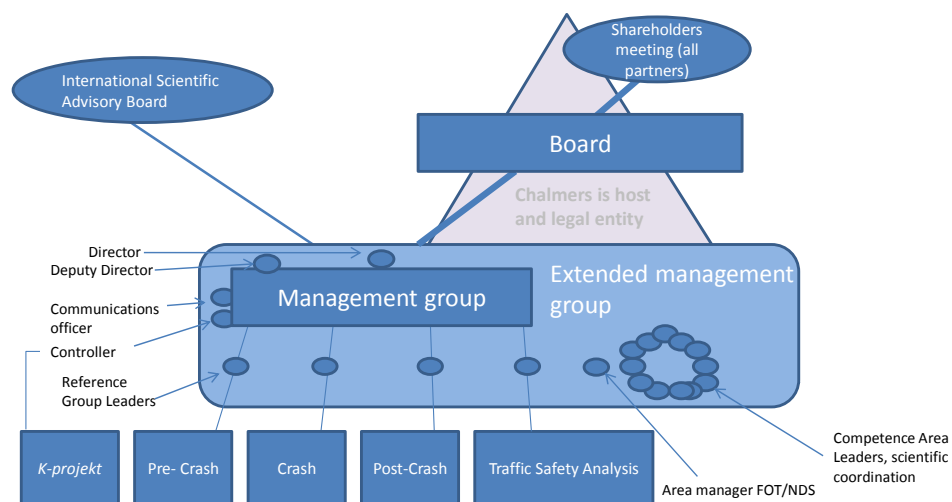 Shareholders
meeting (all
partners)
International Scientific
Advisory Board
Board
Chalmers is host
and legal entity
Director
Deputy Director
Extended management
group
Management group
Communications
officer
Controller
Reference
Group Leaders
K-projekt
Pre- Crash
Crash
Post-Crash
Traffic Safety Analysis
Area manager FOT/NDS
Competence Area
Leaders, scientific
coordination